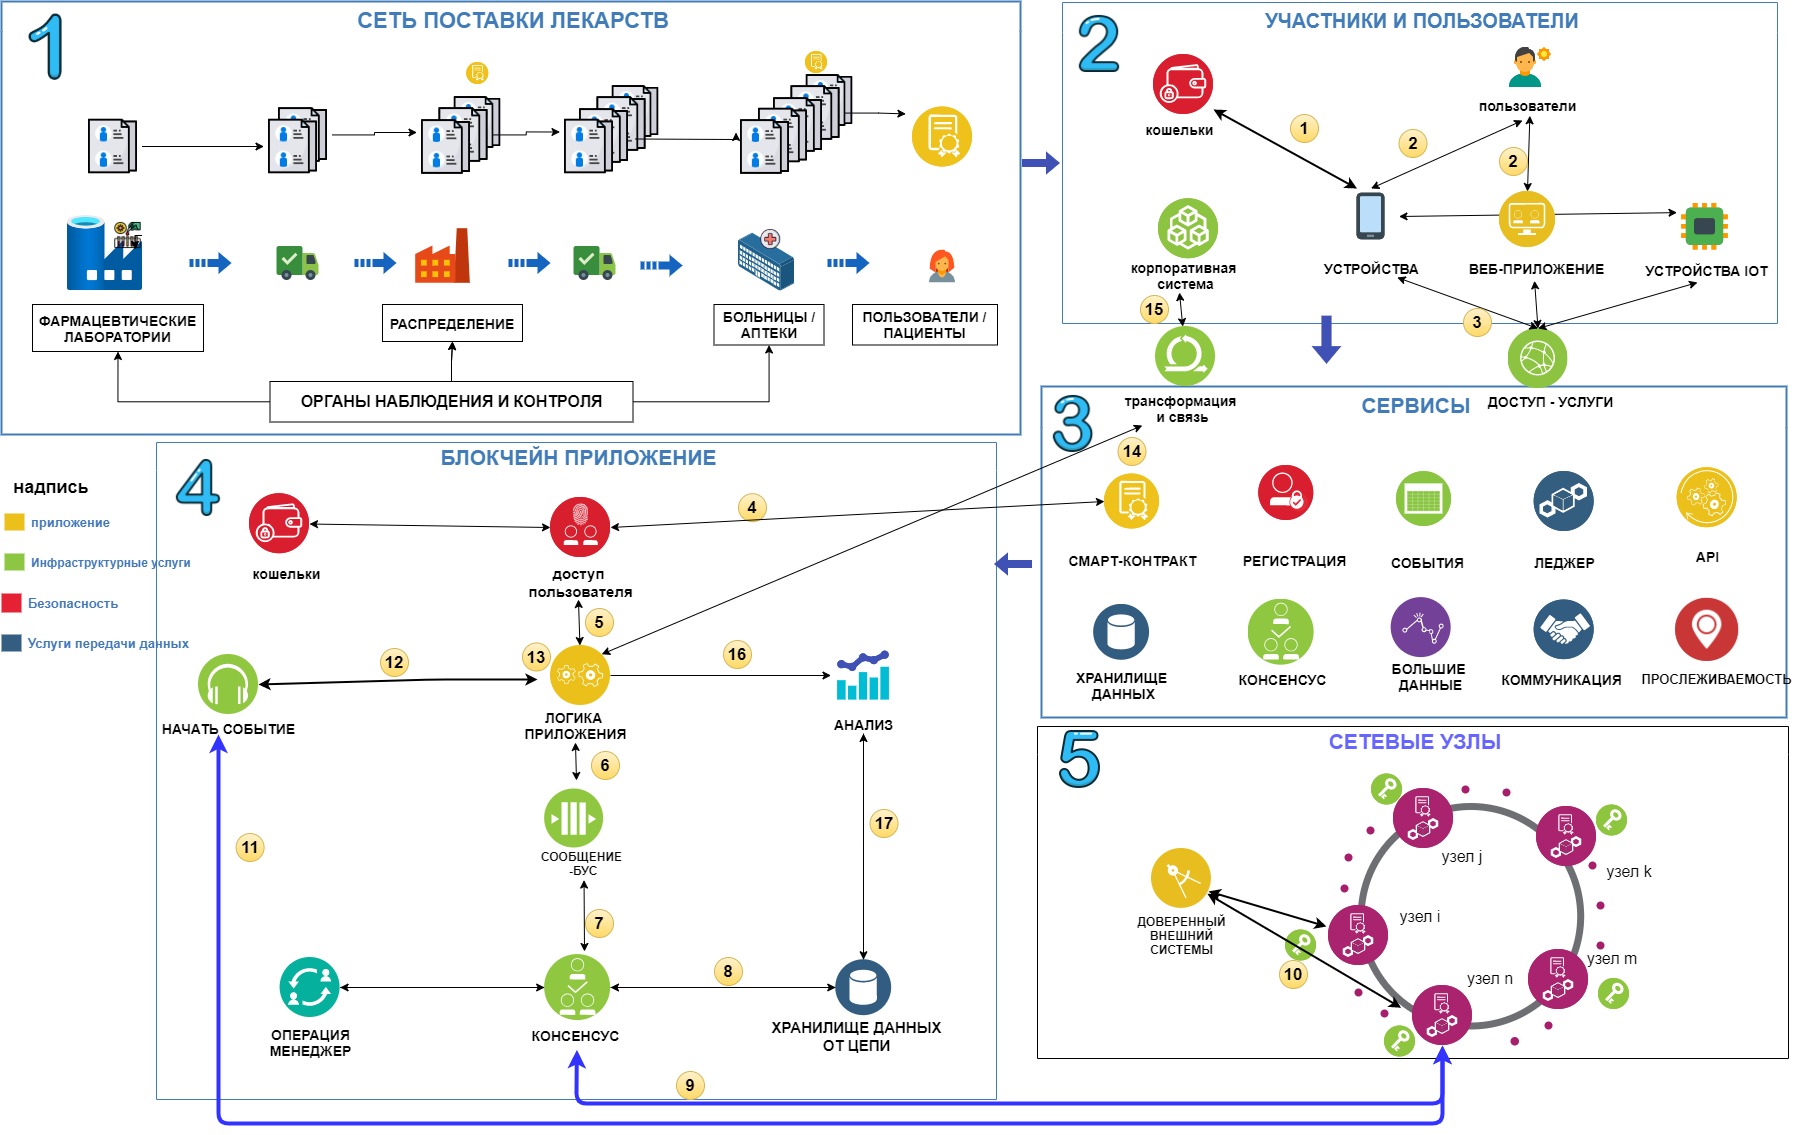 1
СЕТЬ ПОСТАВКИ ЛЕКАРСТВ
ФАРМАЦЕВТИЧЕСКИЕ
ЛАБОРАТОРИИ
РАСПРЕДЕЛЕНИЕ
БОЛЬНИЦЫ /
АПТЕКИ
ПОЛЬЗОВАТЕЛИ /
ПАЦИЕНТЫ
ОРГАНЫ НАБЛЮДЕНИЯ И КОНТРОЛЯ
2
УЧАСТНИКИ И ПОЛЬЗОВАТЕЛИ
кошельки
пользователи
1
2
2
корпоративная
система
УСТРОЙСТВА
ВЕБ-ПРИЛОЖЕНИЕ
УСТРОЙСТВА IOT
15
3
3
СЕРВИСЫ
ДОСТУП - УСЛУГИ
трансформация
и связь
14
СМАРТ-КОНТРАКТ
РЕГИСТРАЦИЯ
СОБЫТИЯ
ЛЕДЖЕР
API
ХРАНИЛИЩЕ
ДАННЫХ
КОНСЕНСУС
БОЛЬШИЕ
ДАННЫЕ
КОММУНИКАЦИЯ
ПРОСЛЕЖИВАЕМОСТЬ
надпись
приложение
Инфраструктурные услуги
Безопасность
Услуги передачи данных
4
БЛОКЧЕЙН ПРИЛОЖЕНИЕ
кошельки
доступ
пользователя
4
5
12
13
16
НАЧАТЬ СОБЫТИЕ
ЛОГИКА
ПРИЛОЖЕНИЯ
АНАЛИЗ
6
11
СООБЩЕНИЕ
-БУС
17
7
8
ОПЕРАЦИЯ
МЕНЕДЖЕР
КОНСЕНСУС
ХРАНИЛИЩЕ ДАННЫХ
ОТ ЦЕПИ
9
5
СЕТЕВЫЕ УЗЛЫ
узел j
узел k
узел i
ДОВЕРЕННЫЙ
ВНЕШНИЙ
СИСТЕМЫ
10
узел n
узел m